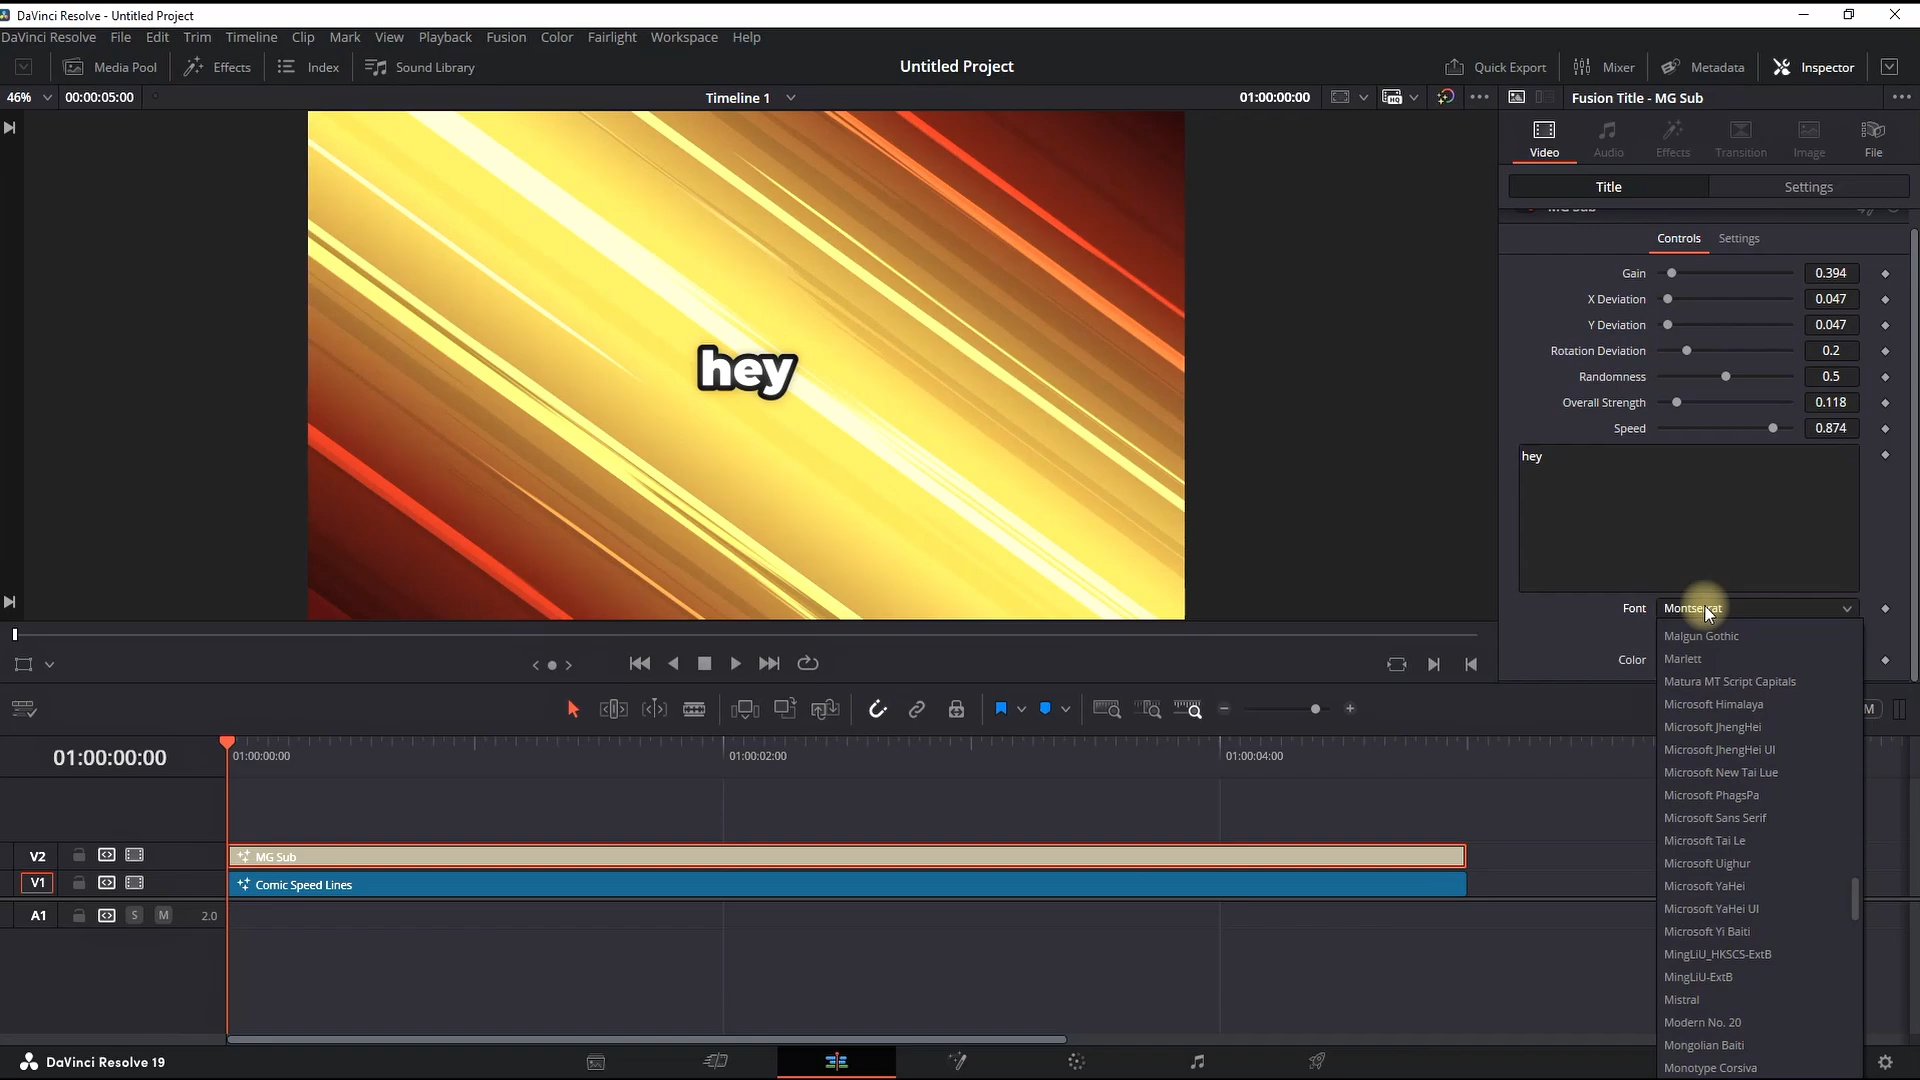 DaVinci Resolve - Untitled Project
DaVinci Resolve File Edit Trim Timeline Clip Mark View Playback Fusion Color Fairlight Workspace Help
Media Pool Effects Index Sound Library Untitled Project Quick Export Mixer Metadata Inspector
46% 00:00:05:00 Timeline 1 01:00:00:00 HQ Fusion Title - MG Sub
Video Audio Effects Transition Image File
Title Settings
MG Sub
Controls Settings
Gain 0.394
X Deviation 0.047
Y Deviation 0.047
Rotation Deviation 0.2
Randomness 0.5
Overall Strength 0.118
Speed 0.874
hey
hey
Font Montserrat
Malgun Gothic
Color
Marlett
Matura MT Script Capitals
Microsoft Himalaya
Microsoft JhengHei
Microsoft JhengHei UI
Microsoft New Tai Lue
Microsoft PhagsPa
Microsoft Sans Serif
Microsoft Tai Le
Microsoft Uighur
Microsoft YaHei
Microsoft YaHei UI
Microsoft Yi Baiti
MingLiU_HKSCS-ExtB
MingLiU-ExtB
Mistral
Modern No. 20
Mongolian Baiti
Monotype Corsiva
M
01:00:00:00 01:00:00:00 01:00:02:00 01:00:04:00
V2 MG Sub
V1 Comic Speed Lines
A1 S M 2.0
DaVinci Resolve 19